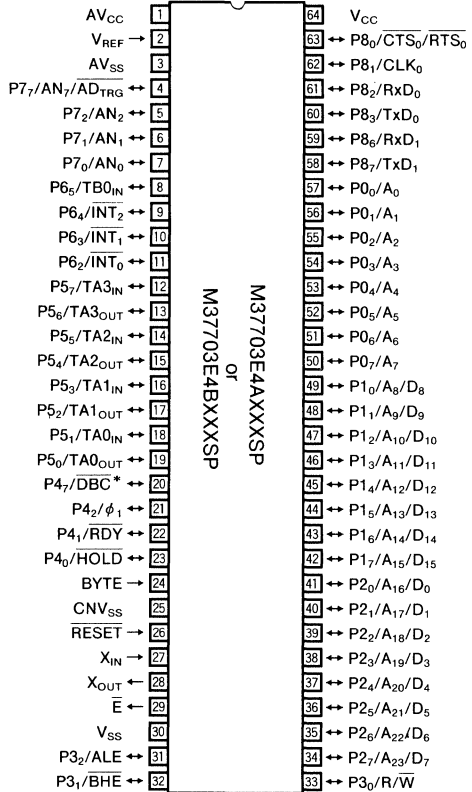 AVCC 1 64 VCC
VREF → 2 63 ↔ P80/CTS0/RTS0
AVSS 3 62 ↔ P81/CLK0
P77/AN7/ADTRG ↔ 4 61 ↔ P82/RxD0
P72/AN2 ↔ 5 60 ↔ P83/TxD0
P71/AN1 ↔ 6 59 ↔ P86/RxD1
P70/AN0 ↔ 7 58 ↔ P87/TxD1
P65/TB0IN ↔ 8 57 ↔ P00/A0
P64/INT2 ↔ 9 56 ↔ P01/A1
P63/INT1 ↔ 10 55 ↔ P02/A2
P62/INT0 ↔ 11 54 ↔ P03/A3
P57/TA3IN ↔ 12 53 ↔ P04/A4
P56/TA3OUT ↔ 13 52 ↔ P05/A5
P55/TA2IN ↔ 14 51 ↔ P06/A6
P54/TA2OUT ↔ 15 50 ↔ P07/A7
P53/TA1IN ↔ 16 49 ↔ P10/A8/D8
P52/TA1OUT ↔ 17 48 ↔ P11/A9/D9
P51/TA0IN ↔ 18 47 ↔ P12/A10/D10
P50/TA0OUT ↔ 19 46 ↔ P13/A11/D11
P47/DBC* ↔ 20 45 ↔ P14/A12/D12
P42/ϕ1 ↔ 21 44 ↔ P15/A13/D13
P41/RDY ↔ 22 43 ↔ P16/A14/D14
P40/HOLD ↔ 23 42 ↔ P17/A15/D15
BYTE → 24 41 ↔ P20/A16/D0
CNVSS 25 40 ↔ P21/A17/D1
RESET → 26 39 ↔ P22/A18/D2
XIN → 27 38 ↔ P23/A19/D3
XOUT ← 28 37 ↔ P24/A20/D4
E ← 29 36 ↔ P25/A21/D5
VSS 30 35 ↔ P26/A22/D6
P32/ALE ↔ 31 34 ↔ P27/A23/D7
P31/BHE ↔ 32 33 ↔ P30/R/W
M37703E4AXXXSP
or
M37703E4BXXXSP